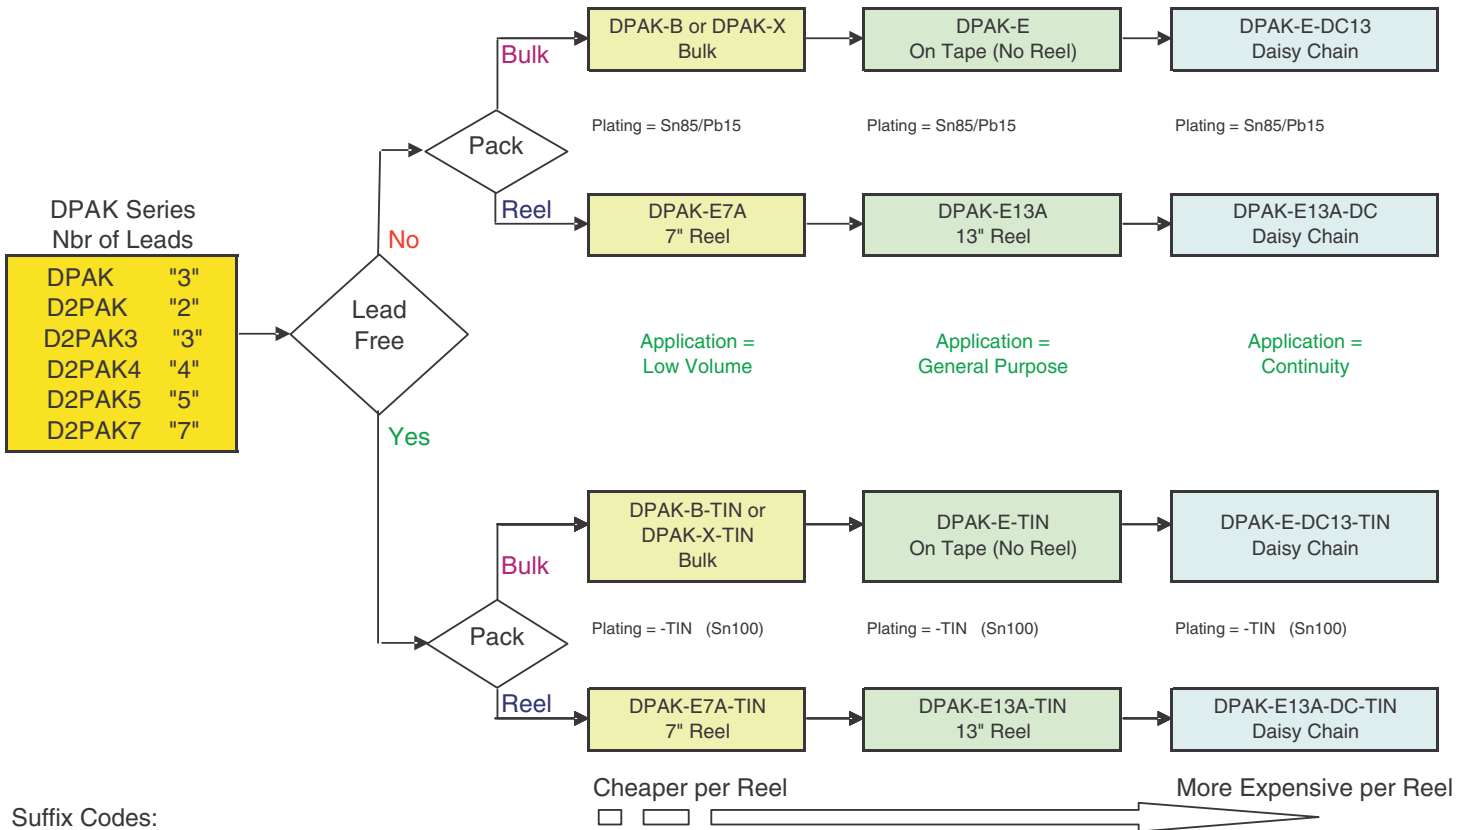 DPAK-B or DPAK-X
Bulk
DPAK-E
On Tape (No Reel)
DPAK-E-DC13
Daisy Chain
Bulk
Plating = Sn85/Pb15
Plating = Sn85/Pb15
Plating = Sn85/Pb15
Pack
Reel
DPAK-E7A
7" Reel
DPAK-E13A
13" Reel
DPAK-E13A-DC
Daisy Chain
DPAK Series
Nbr of Leads
No
DPAK "3"
D2PAK "2"
D2PAK3 "3"
D2PAK4 "4"
D2PAK5 "5"
D2PAK7 "7"
Lead
Free
Application =
Low Volume
Application =
General Purpose
Application =
Continuity
Yes
DPAK-B-TIN or
DPAK-X-TIN
Bulk
DPAK-E-TIN
On Tape (No Reel)
DPAK-E-DC13-TIN
Daisy Chain
Bulk
Plating = -TIN (Sn100)
Plating = -TIN (Sn100)
Plating = -TIN (Sn100)
Pack
Reel
DPAK-E7A-TIN
7" Reel
DPAK-E13A-TIN
13" Reel
DPAK-E13A-DC-TIN
Daisy Chain
Cheaper per Reel
More Expensive per Reel
Suffix Codes: